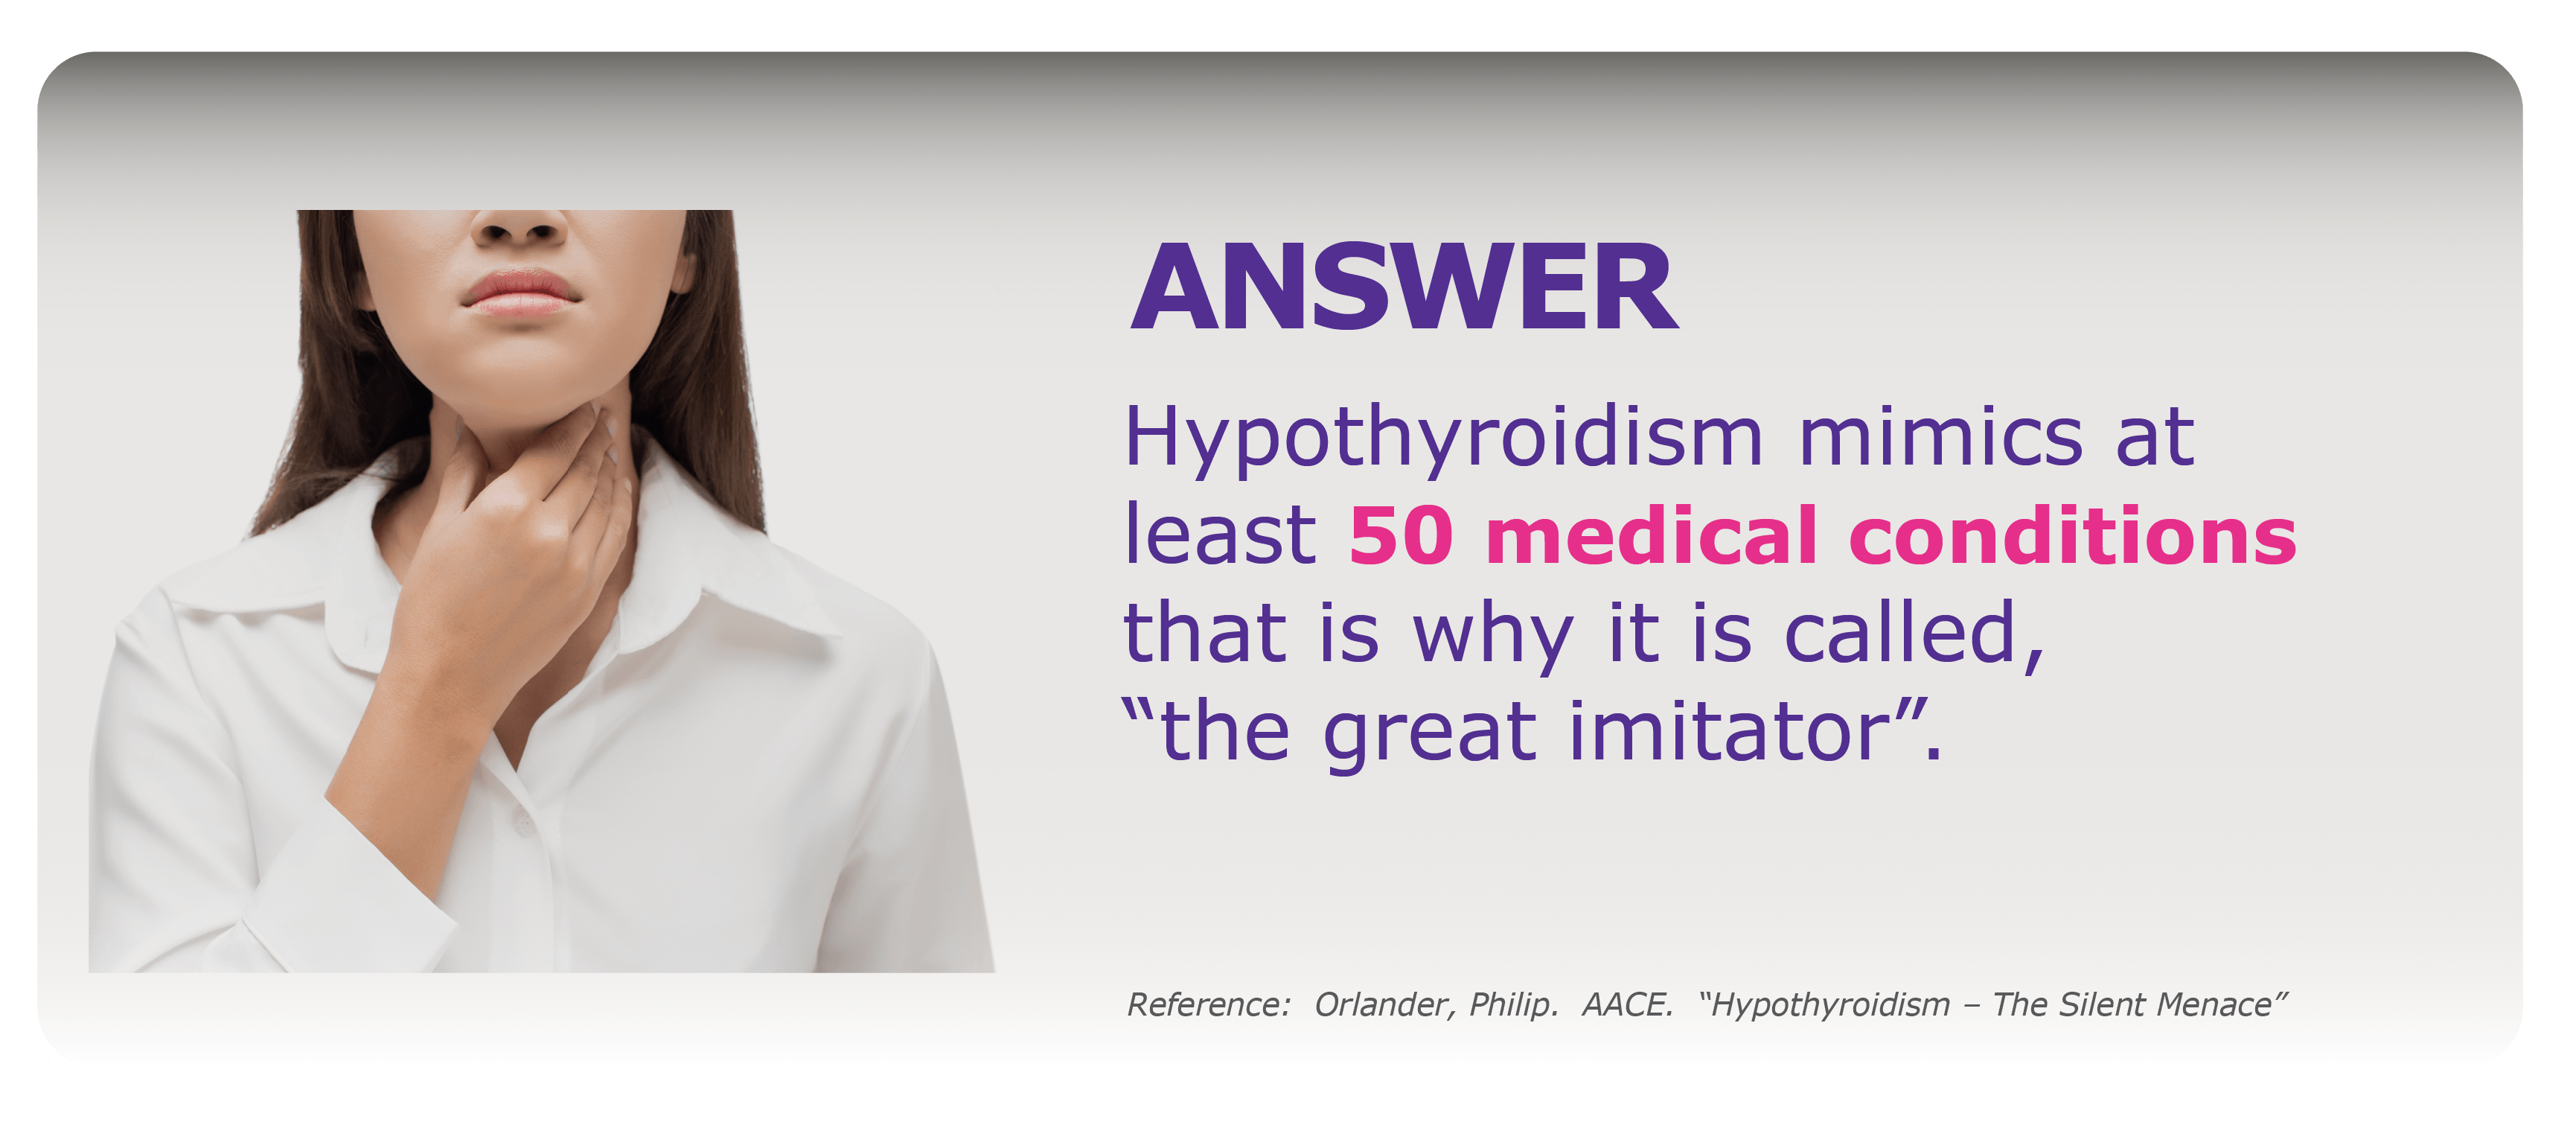 ANSWER
Hypothyroidism mimics at
least 50 medical conditions
that is why it is called,
“the great imitator”.
Reference: Orlander, Philip. AACE. “Hypothyroidism – The Silent Menace”